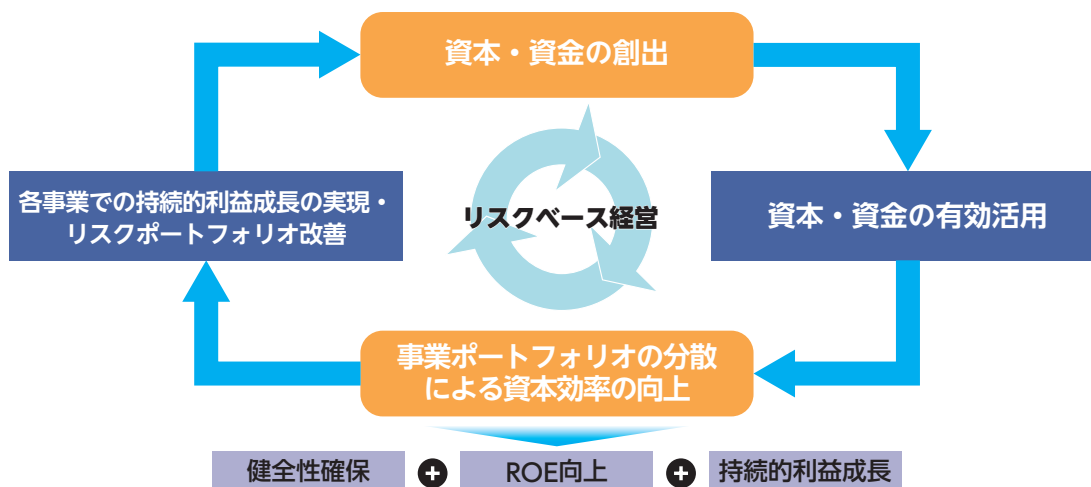 資本・資金の創出
各事業での持続的利益成長の実現・
リスクポートフォリオ改善
リスクベース経営
資本・資金の有効活用
事業ポートフォリオの分散
による資本効率の向上
健全性確保 + ROE向上 + 持続的利益成長